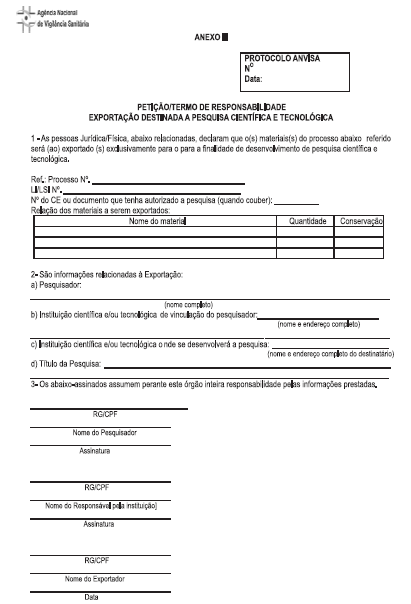 Agência Nacional
de Vigilância Sanitária
ANEXO
PROTOCOLO ANVISA
Nº
Data:
PETIÇÃO/TERMO DE RESPONSABILIDADE
EXPORTAÇÃO DESTINADA A PESQUISA CIENTÍFICA E TECNOLÓGICA
1 - As pessoas Jurídica/Física, abaixo relacionadas, declaram que o(s) materiais(s) do processo abaixo referido
será (ao) exportado (s) exclusivamente para o para a finalidade de desenvolvimento de pesquisa científica e
tecnológica.
Ref.: Processo Nº.
LI/LSI Nº.
Nº do CE ou documento que tenha autorizado a pesquisa (quando couber):
Relação dos materiais a serem exportados:
Nome do material Quantidade Conservação
2- São informações relacionadas à Exportação:
a) Pesquisador:
(nome completo)
b) Instituição científica e/ou tecnológica de vinculação do pesquisador:
(nome e endereço completo)
c) Instituição científica e/ou tecnológica o nde se desenvolverá a pesquisa:
(nome e endereço completo do destinatário)
d) Título da Pesquisa:
3- Os abaixo-assinados assumem perante este órgão inteira responsabilidade pelas informações prestadas.
RG/CPF
Nome do Pesquisador
Assinatura
RG/CPF
Nome do Responsável pela instituição]
Assinatura
RG/CPF
Nome do Exportador
Data